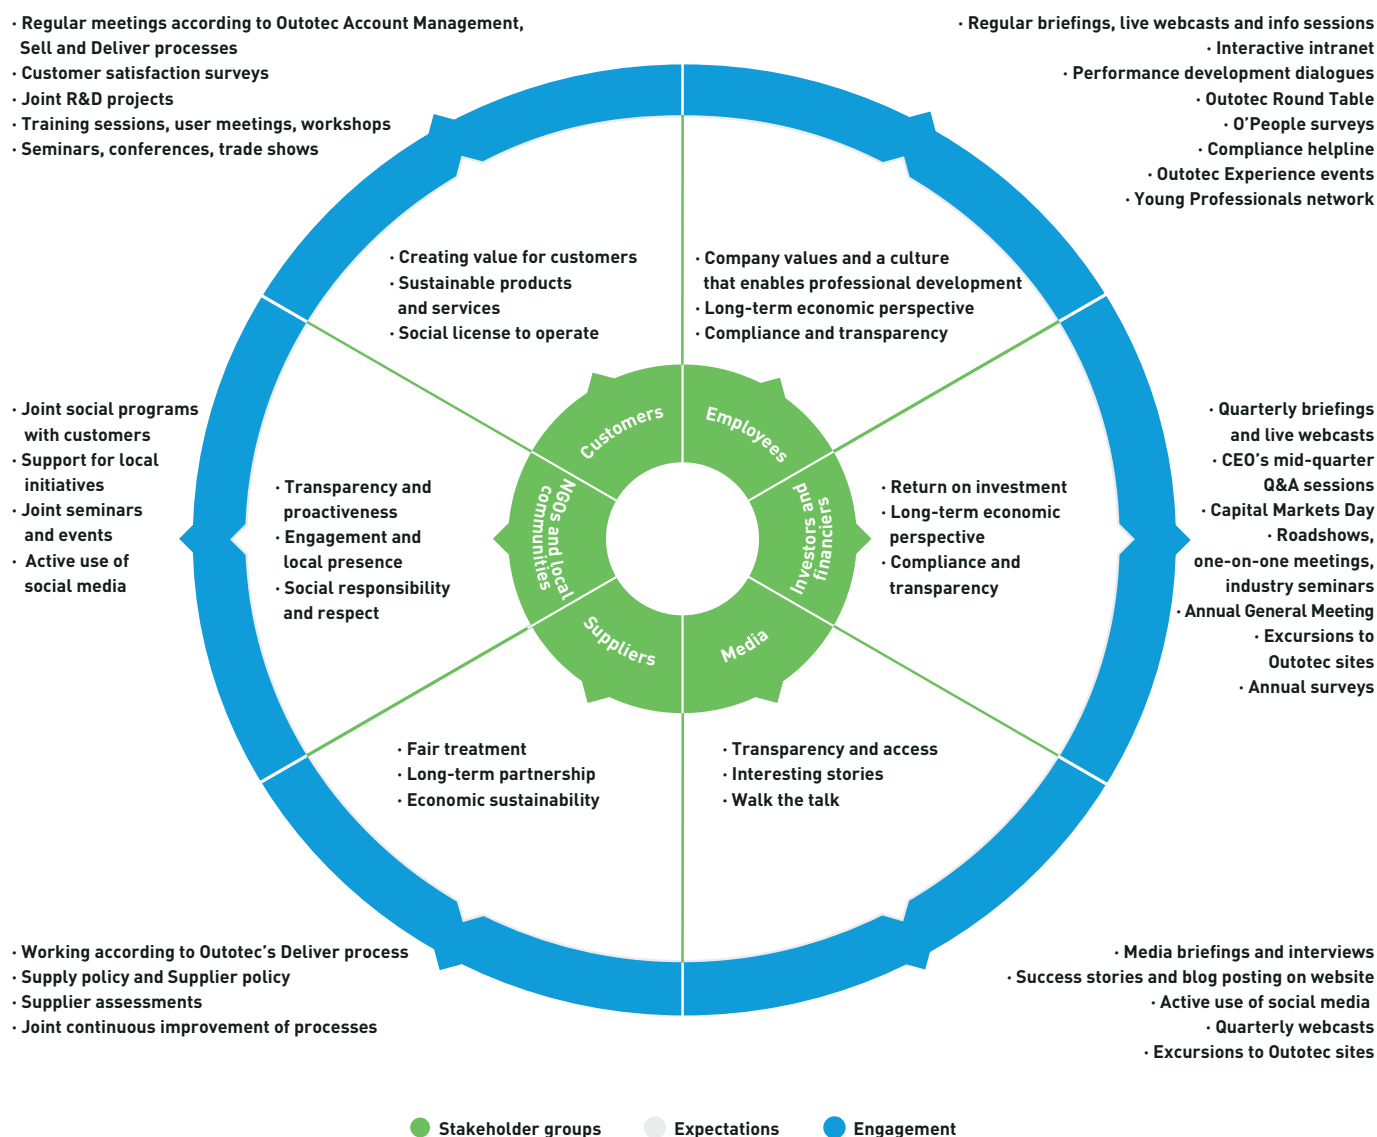 · Regular meetings according to Outotec Account Management,
Sell and Deliver processes
· Customer satisfaction surveys
· Joint R&D projects
· Training sessions, user meetings, workshops
· Seminars, conferences, trade shows
· Regular briefings, live webcasts and info sessions
· Interactive intranet
· Performance development dialogues
· Outotec Round Table
· O'People surveys
· Compliance helpline
· Outotec Experience events
· Young Professionals network
· Creating value for customers
· Sustainable products
and services
· Social license to operate
· Company values and a culture
that enables professional development
· Long-term economic perspective
· Compliance and transparency
Customers
Employees
· Joint social programs
with customers
· Support for local
initiatives
· Joint seminars
and events
· Active use of
social media
· Transparency and
proactiveness
· Engagement and
local presence
· Social responsibility
and respect
NGOs and local
communities
Investors and
financiers
· Return on investment
· Long-term economic
perspective
· Compliance and
transparency
· Quarterly briefings
and live webcasts
· CEO's mid-quarter
Q&A sessions
· Capital Markets Day
· Roadshows,
one-on-one meetings,
industry seminars
· Annual General Meeting
· Excursions to
Outotec sites
· Annual surveys
Suppliers
Media
· Fair treatment
· Long-term partnership
· Economic sustainability
· Transparency and access
· Interesting stories
· Walk the talk
· Working according to Outotec's Deliver process
· Supply policy and Supplier policy
· Supplier assessments
· Joint continuous improvement of processes
· Media briefings and interviews
· Success stories and blog posting on website
· Active use of social media
· Quarterly webcasts
· Excursions to Outotec sites
Stakeholder groups
Expectations
Engagement